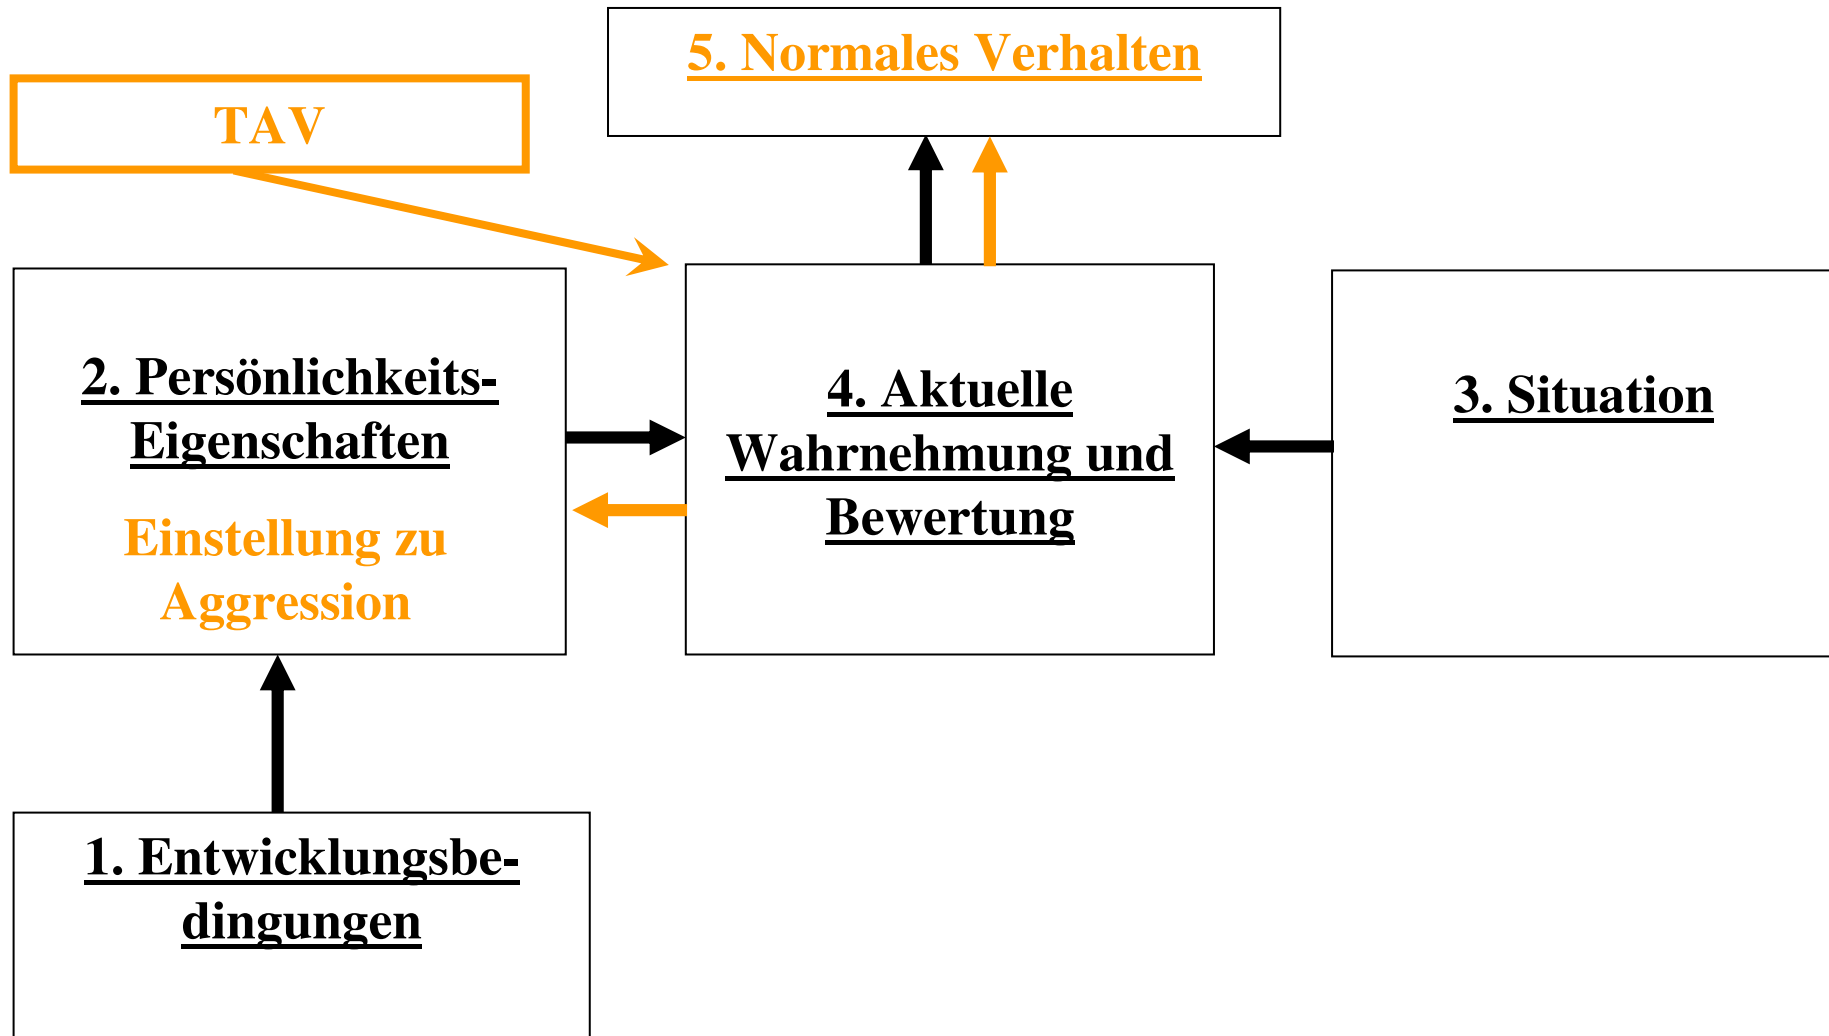 5. Normales Verhalten
TAV
2. Persönlichkeits-
Eigenschaften
Einstellung zu
Aggression
4. Aktuelle
Wahrnehmung und
Bewertung
3. Situation
1. Entwicklungsbe-
dingungen